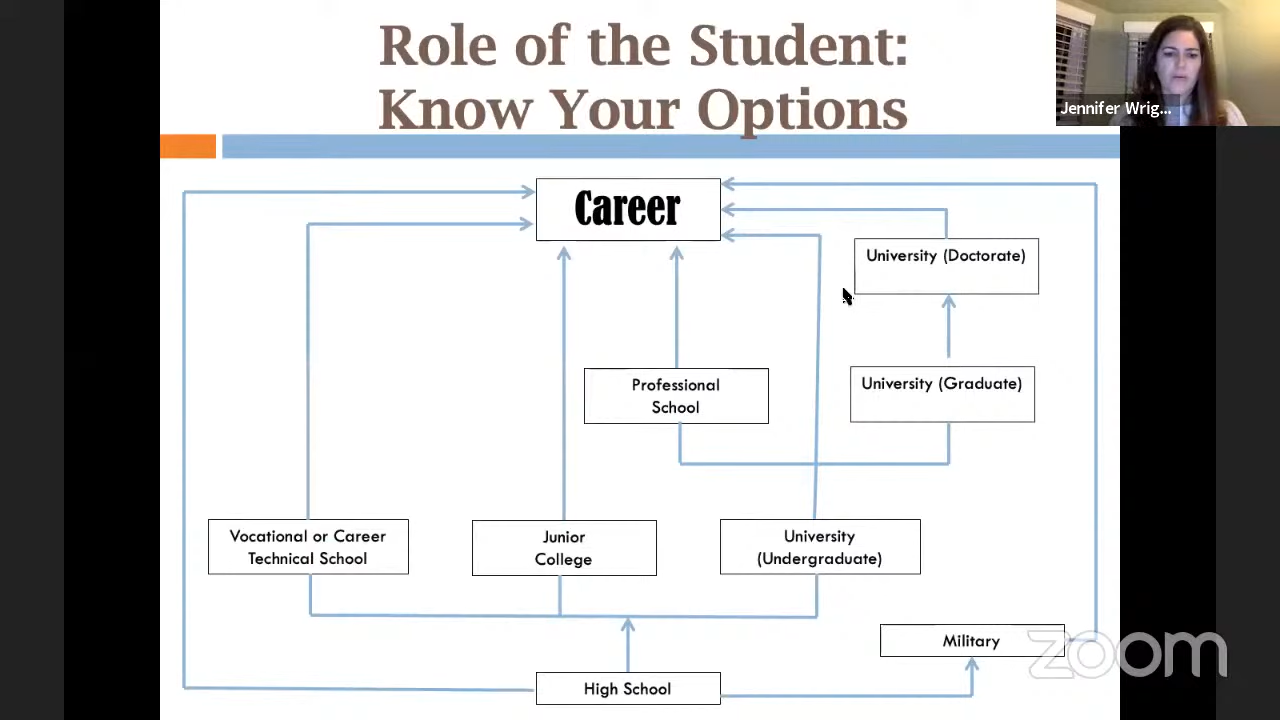 Role of the Student:
Know Your Options
Jennifer Wrig...
Career
University (Doctorate)
Professional
School
University (Graduate)
Vocational or Career
Technical School
Junior
College
University
(Undergraduate)
Military
zoom
High School